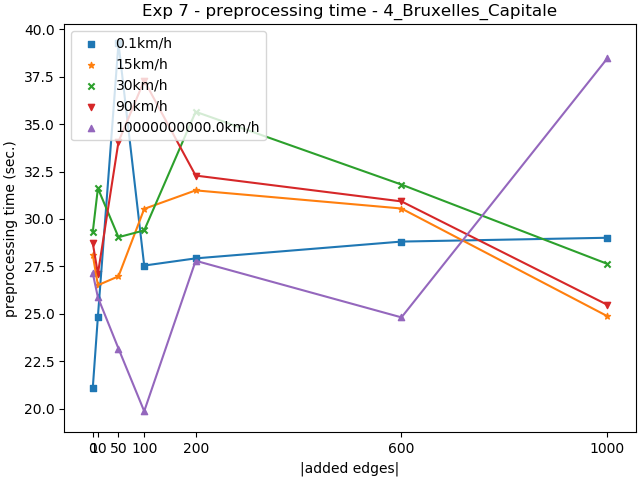 Exp 7 - preprocessing time - 4_Bruxelles_Capitale
40.0
37.5
35.0
32.5
30.0
27.5
25.0
22.5
20.0
preprocessing time (sec.)
0.1km/h
15km/h
30km/h
90km/h
10000000000.0km/h
0 10 50 100 200 600 1000
|added edges|